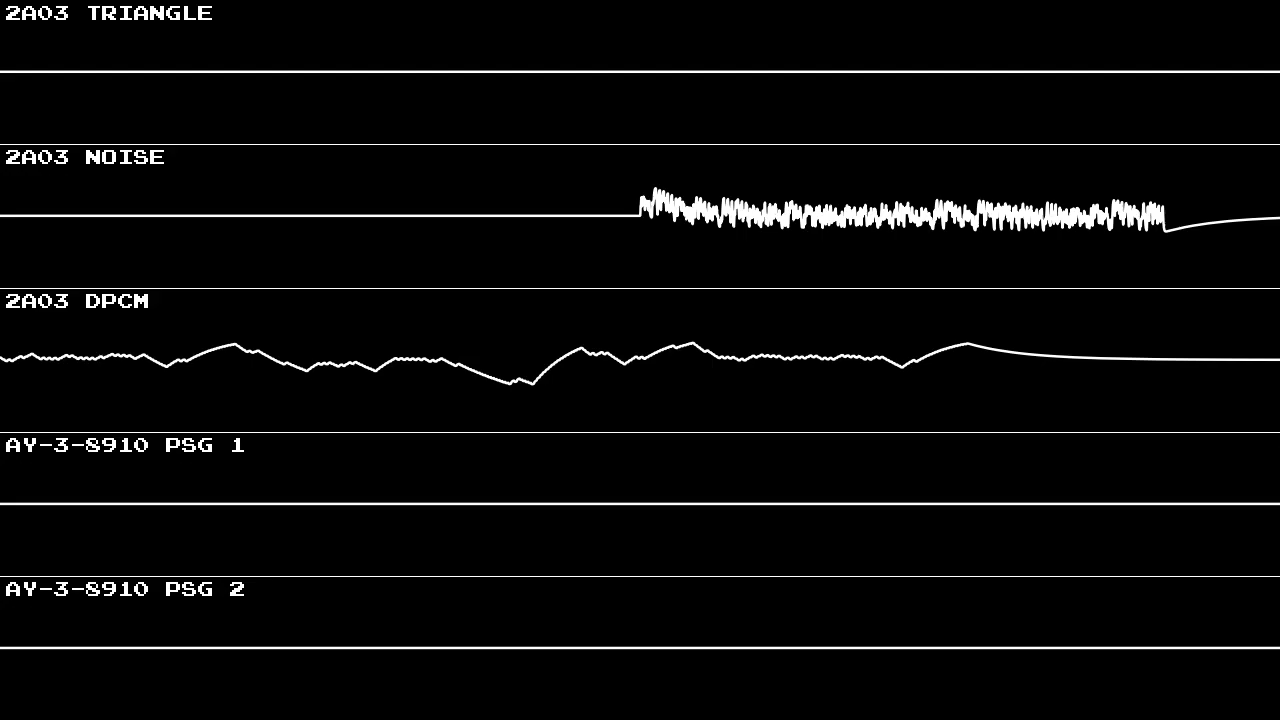 2A03 TRIANGLE
2A03 NOISE
2A03 DPCM
AY-3-8910 PSG 1
AY-3-8910 PSG 2